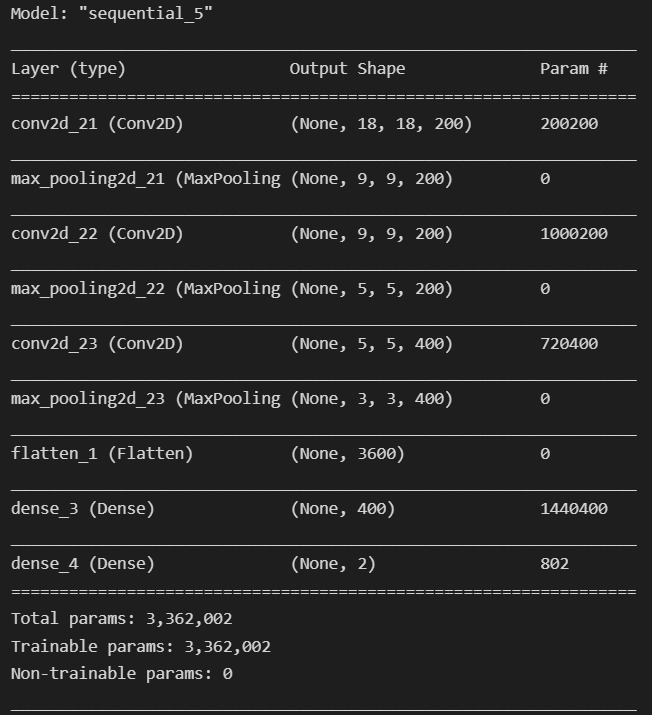 Model: "sequential_5"
_________________________________________________________________
Layer (type)                 Output Shape              Param #
=================================================================
conv2d_21 (Conv2D)           (None, 18, 18, 200)       200200
_________________________________________________________________
max_pooling2d_21 (MaxPooling (None, 9, 9, 200)         0
_________________________________________________________________
conv2d_22 (Conv2D)           (None, 9, 9, 200)         1000200
_________________________________________________________________
max_pooling2d_22 (MaxPooling (None, 5, 5, 200)         0
_________________________________________________________________
conv2d_23 (Conv2D)           (None, 5, 5, 400)         720400
_________________________________________________________________
max_pooling2d_23 (MaxPooling (None, 3, 3, 400)         0
_________________________________________________________________
flatten_1 (Flatten)          (None, 3600)              0
_________________________________________________________________
dense_3 (Dense)              (None, 400)               1440400
_________________________________________________________________
dense_4 (Dense)              (None, 2)                 802
=================================================================
Total params: 3,362,002
Trainable params: 3,362,002
Non-trainable params: 0
_________________________________________________________________